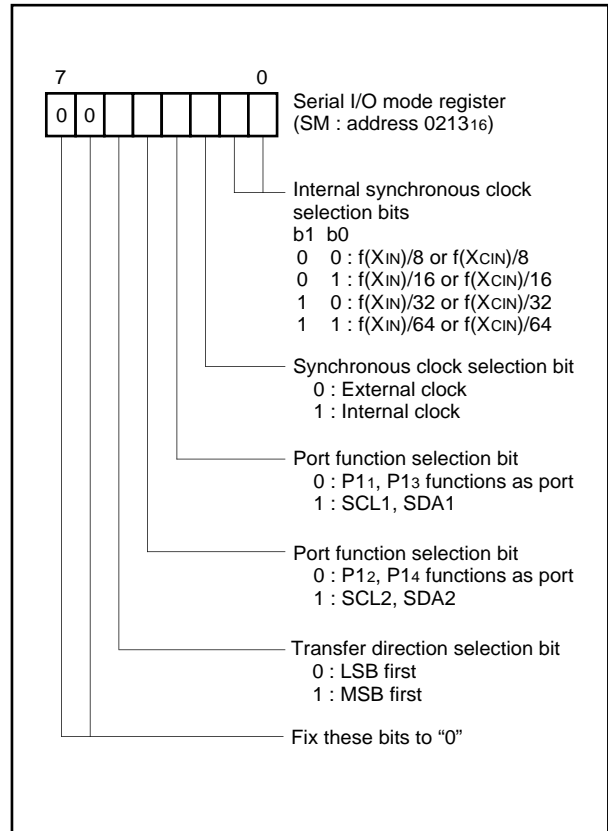 7 0
0 0
Serial I/O mode register
(SM : address 021316)
Internal synchronous clock
selection bits
b1 b0
0 0 : f(XIN)/8 or f(XCIN)/8
0 1 : f(XIN)/16 or f(XCIN)/16
1 0 : f(XIN)/32 or f(XCIN)/32
1 1 : f(XIN)/64 or f(XCIN)/64
Synchronous clock selection bit
0 : External clock
1 : Internal clock
Port function selection bit
0 : P11, P13 functions as port
1 : SCL1, SDA1
Port function selection bit
0 : P12, P14 functions as port
1 : SCL2, SDA2
Transfer direction selection bit
0 : LSB first
1 : MSB first
Fix these bits to “0”